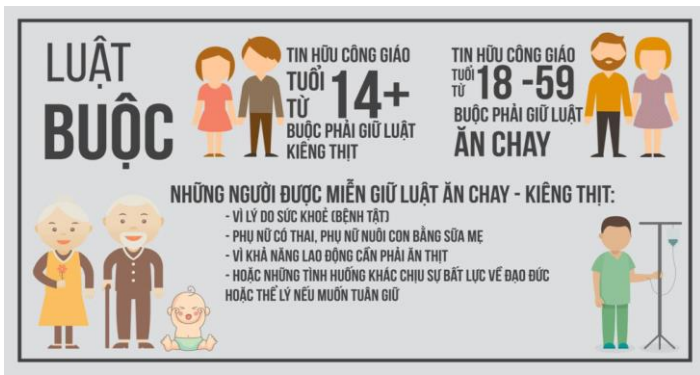 LUẬT
BUỘC
TIN HỮU CÔNG GIÁO
TUỔI
TỪ 14+
BUỘC PHẢI GIỮ LUẬT
KIÊNG THỊT
TIN HỮU CÔNG GIÁO
TUỔI
TỪ 18 -59
BUỘC PHẢI GIỮ LUẬT
ĂN CHAY
NHỮNG NGƯỜI ĐƯỢC MIỄN GIỮ LUẬT ĂN CHAY - KIÊNG THỊT:
- VÌ LÝ DO SỨC KHOẺ (BỆNH TẬT)
- PHỤ NỮ CÓ THAI, PHỤ NỮ NUÔI CON BẰNG SỮA MẸ
- VÌ KHẢ NĂNG LAO ĐỘNG CẦN PHẢI ĂN THỊT
- HOẶC NHỮNG TÌNH HUỐNG KHÁC CHỊU SỰ BẤT LỰC VỀ ĐẠO ĐỨC
HOẶC THỂ LÝ NẾU MUỐN TUÂN GIỮ